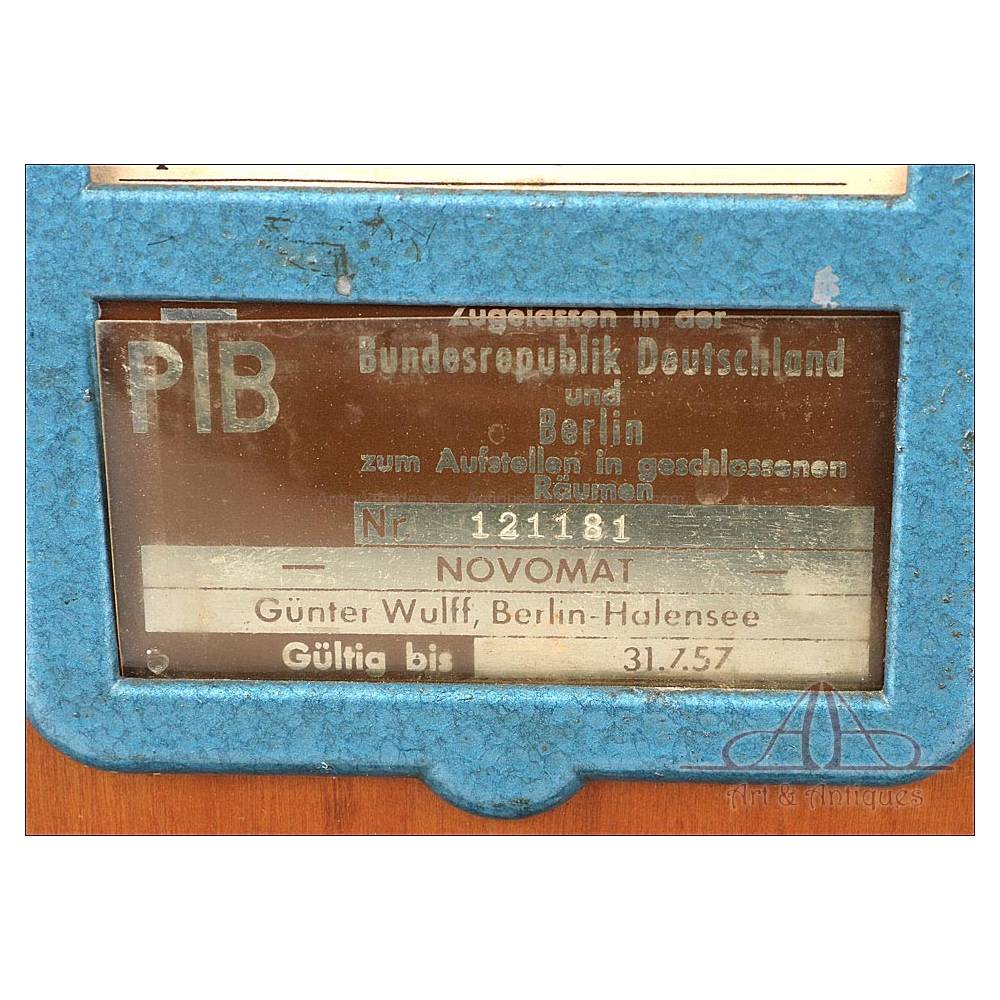 PTB
Zugelassen in der
Bundesrepublik Deutschland
und
Berlin
zum Aufstellen in geschlossenen
Räumen
Nr. 121181
— NOVOMAT —
Günter Wulff, Berlin-Halensee
Gültig bis 31.7.57
Art & Antiques